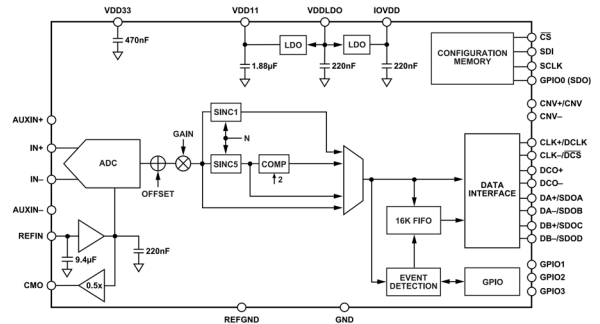 VDD33
VDD11
VDDLDO
IOVDD
470nF
LDO
LDO
1.88µF
220nF
220nF
CONFIGURATION
MEMORY
CS
SDI
SCLK
GPIO0 (SDO)
CNV+/CNV
CNV–
AUXIN+
IN+
IN–
AUXIN–
REFIN
CMO
ADC
OFFSET
GAIN
SINC1
N
SINC5
COMP
2
9.4µF
220nF
0.5x
16K FIFO
EVENT
DETECTION
GPIO
DATA
INTERFACE
CLK+/DCLK
CLK–/DCS
DCO+
DCO–
DA+/SDOA
DA–/SDOB
DB+/SDOC
DB–/SDOD
GPIO1
GPIO2
GPIO3
REFGND
GND